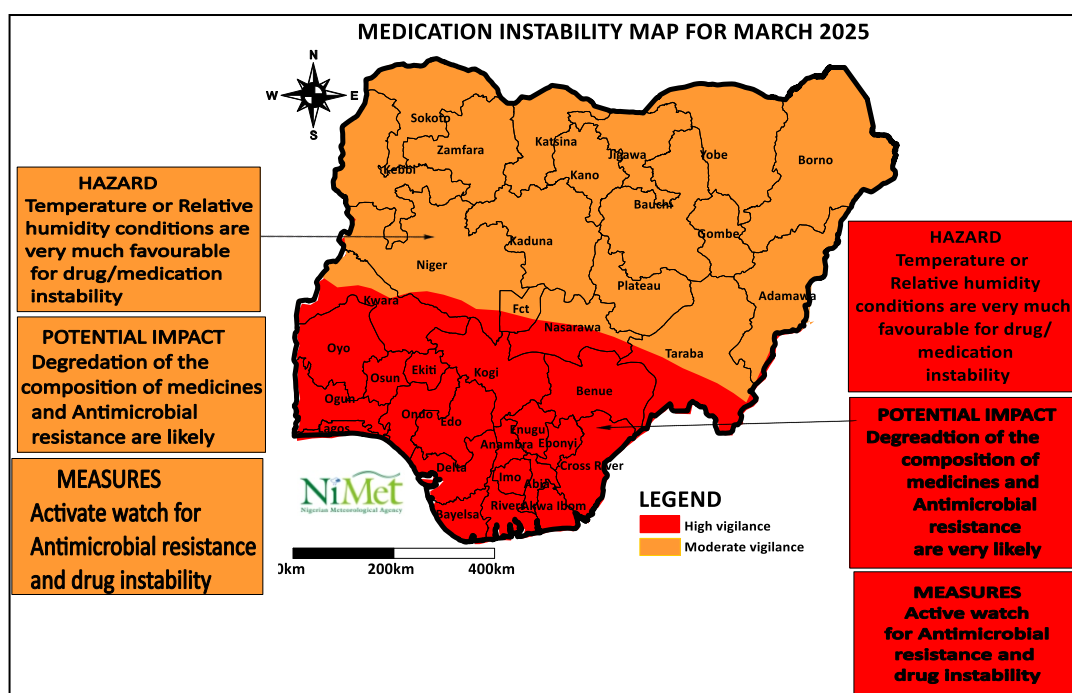 MEDICATION INSTABILITY MAP FOR MARCH 2025
N
W
E
S
HAZARD
Temperature or Relative
humidity conditions are
very much favourable
for drug/medication
instability
POTENTIAL IMPACT
Degredation of the
composition of medicines
and Antimicrobial
resistance are likely
MEASURES
Activate watch for
Antimicrobial resistance
and drug instability
Sokoto
Zamfara
Kebbi
Katsina
Kano
Jigawa
Yobe
Borno
Bauchi
Gombe
Kaduna
Niger
Plateau
Adamawa
Kwara
Fct
Nasarawa
Taraba
Oyo
Osun
Ekiti
Kogi
Benue
Ogun
Ondo
Edo
Lagos
Enugu
Anambra
Ebonyi
Cross River
Delta
Imo
Abia
Bayelsa
Rivers
Akwa Ibom
NiMet
Nigerian Meteorological Agency
0km
200km
400km
LEGEND
High vigilance
Moderate vigilance
HAZARD
Temperature or
Relative humidity
conditions are very much
favourable for drug/
medication
instability
POTENTIAL IMPACT
Degreadtion of the
composition of
medicines and
Antimicrobial
resistance
are very likely
MEASURES
Active watch
for Antimicrobial
resistance and
drug instability